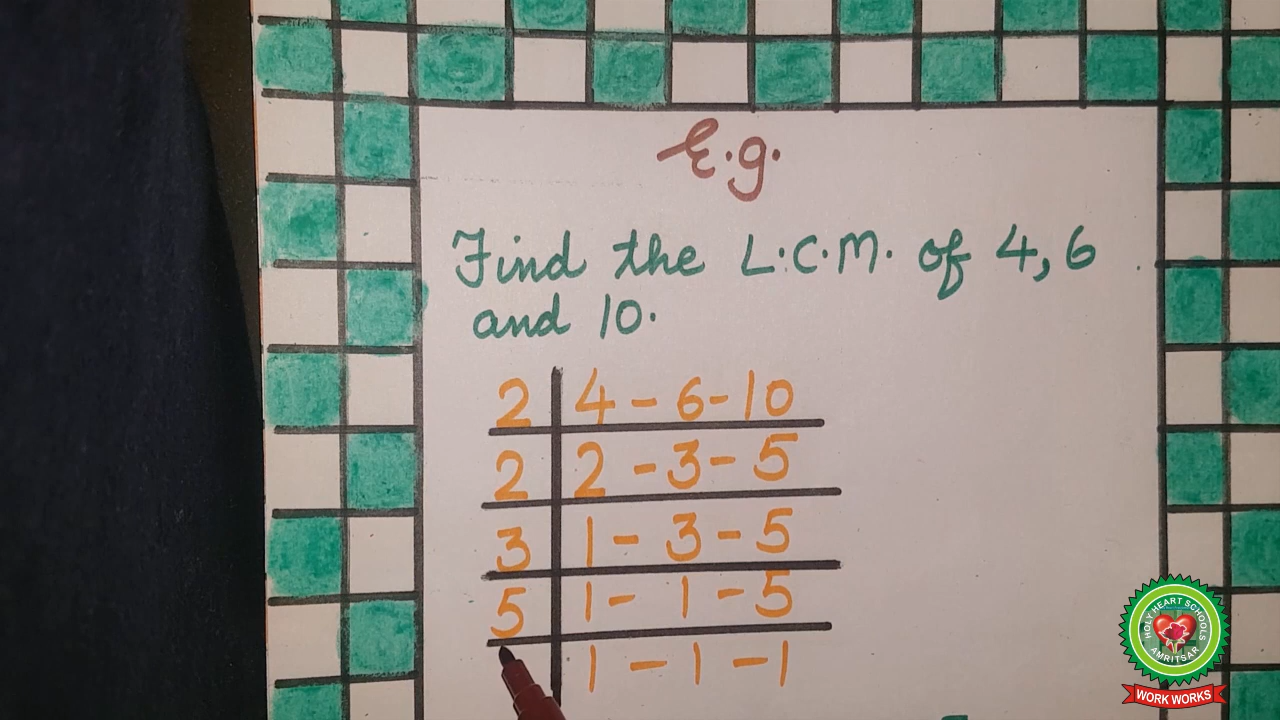 E.g.
Find the L.C.M. of 4, 6
and 10.
2 | 4 - 6 - 10
2 | 2 - 3 - 5
3 | 1 - 3 - 5
5 | 1 - 1 - 5
1 - 1 - 1
HOLY HEART SCHOOLS
AMRITSAR
WORK WORKS